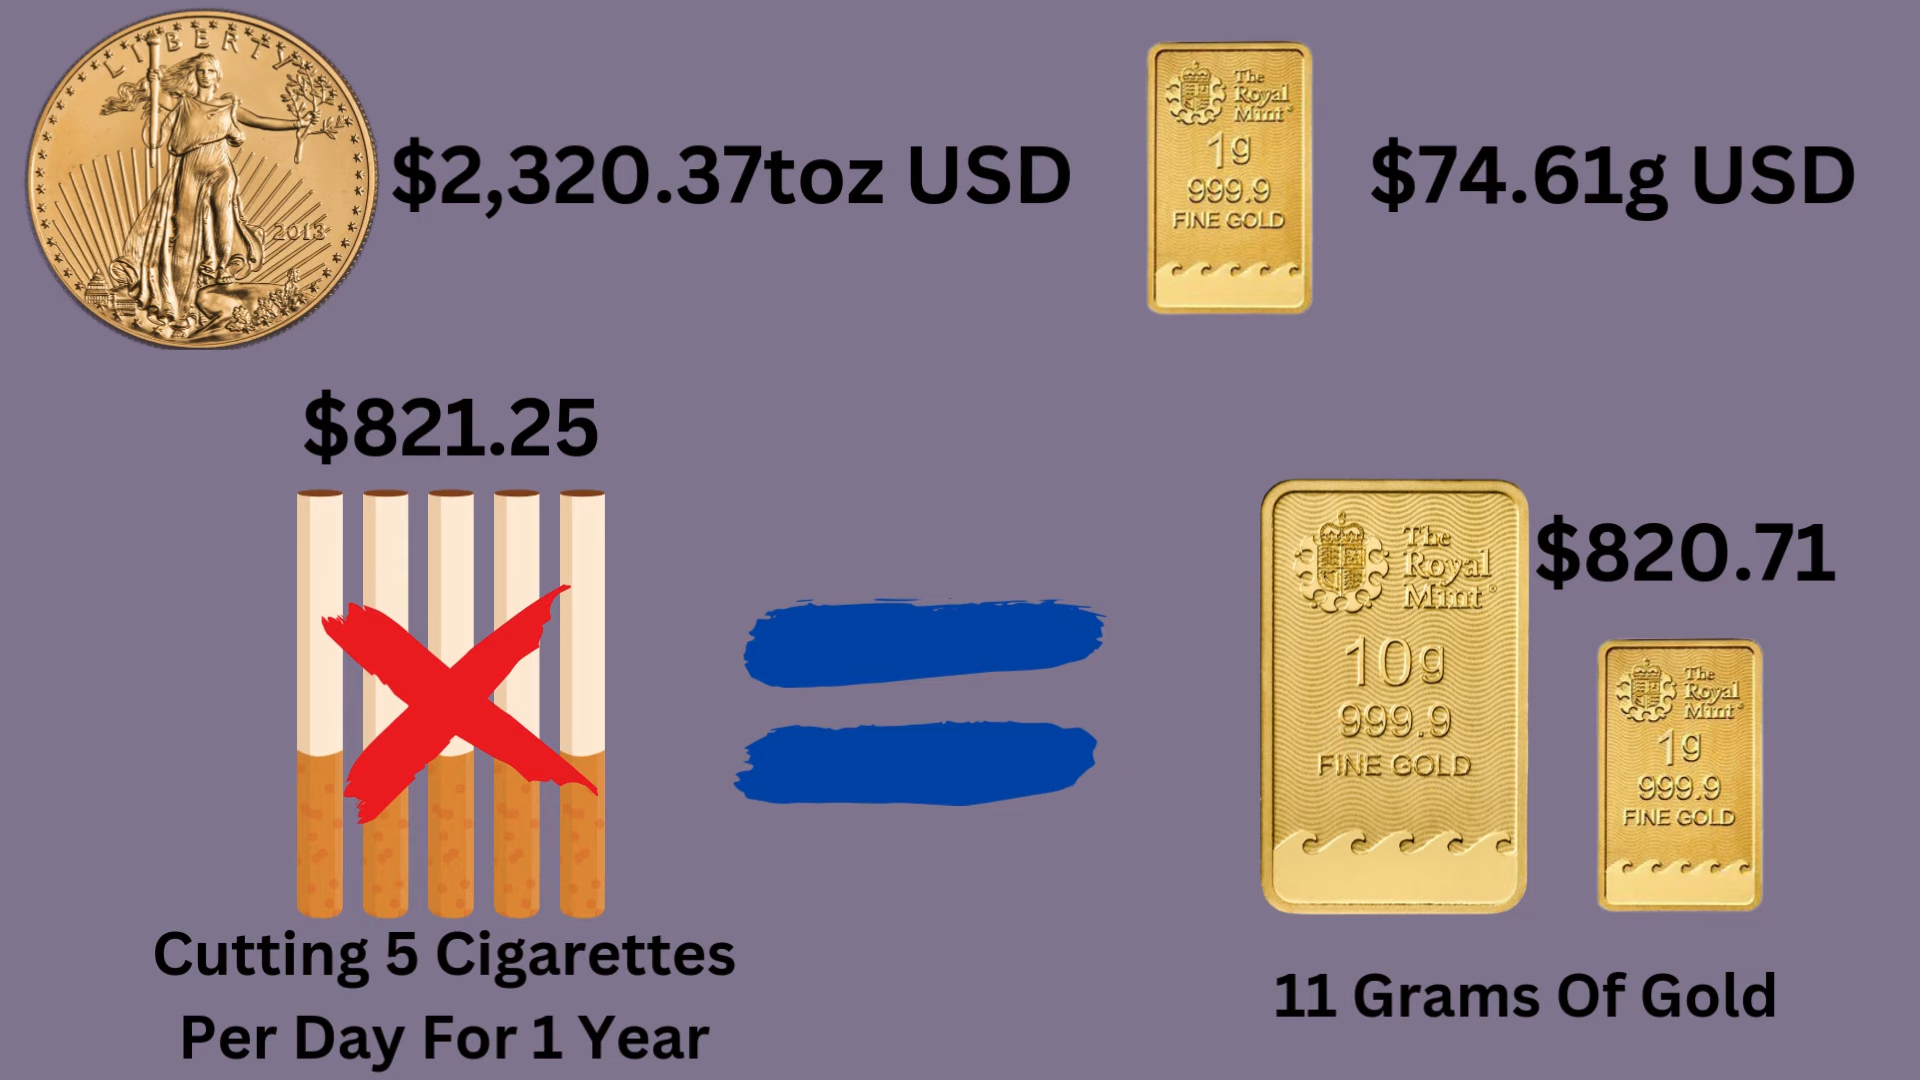 LIBERTY
2013
$2,320.37toz USD
The
Royal
Mint
1g
999.9
FINE GOLD
$74.61g USD
$821.25
Cutting 5 Cigarettes
Per Day For 1 Year
The
Royal
Mint
10g
999.9
FINE GOLD
$820.71
The
Royal
Mint
1g
999.9
FINE GOLD
11 Grams Of Gold